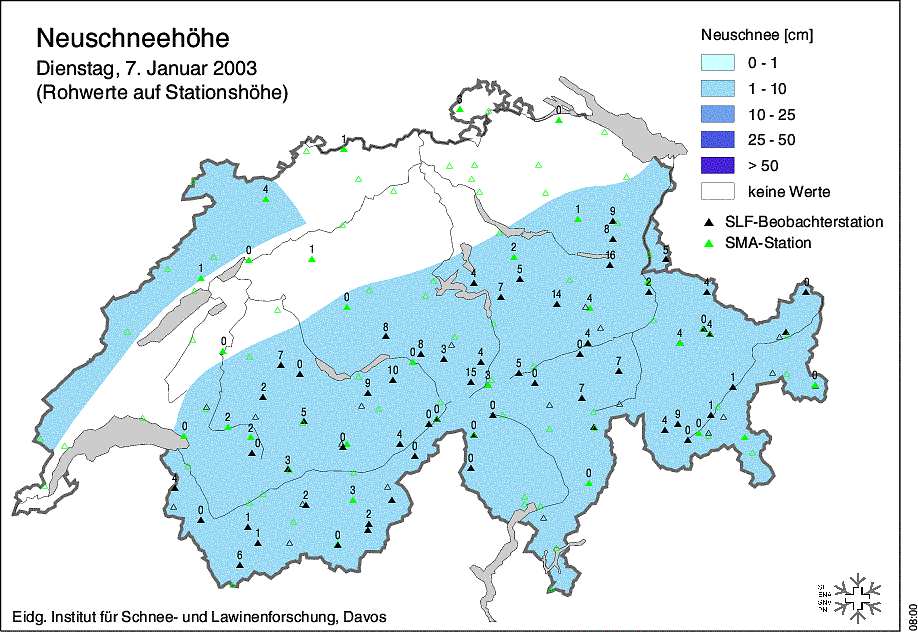 Neuschneehöhe
Dienstag, 7. Januar 2003
(Rohwerte auf Stationshöhe)
Neuschnee [cm]
0 - 1
1 - 10
10 - 25
25 - 50
> 50
keine Werte
SLF-Beobachterstation
SMA-Station
0
1
4
1 9
8
0 2 16 5
1 1
4 5 2 4 0
0 7 14 4
8 0 4
4 4
0 8 3 4 0
7 0 0 5 7
10 15 3 0 0
2 9 7 1
5 0 0 0 1
0 2 2 4 9
0 0 4 0 0 0
3 0
4 3 0
2
0 1 2
1 0
6
Eidg. Institut für Schnee- und Lawinenforschung, Davos
08:00